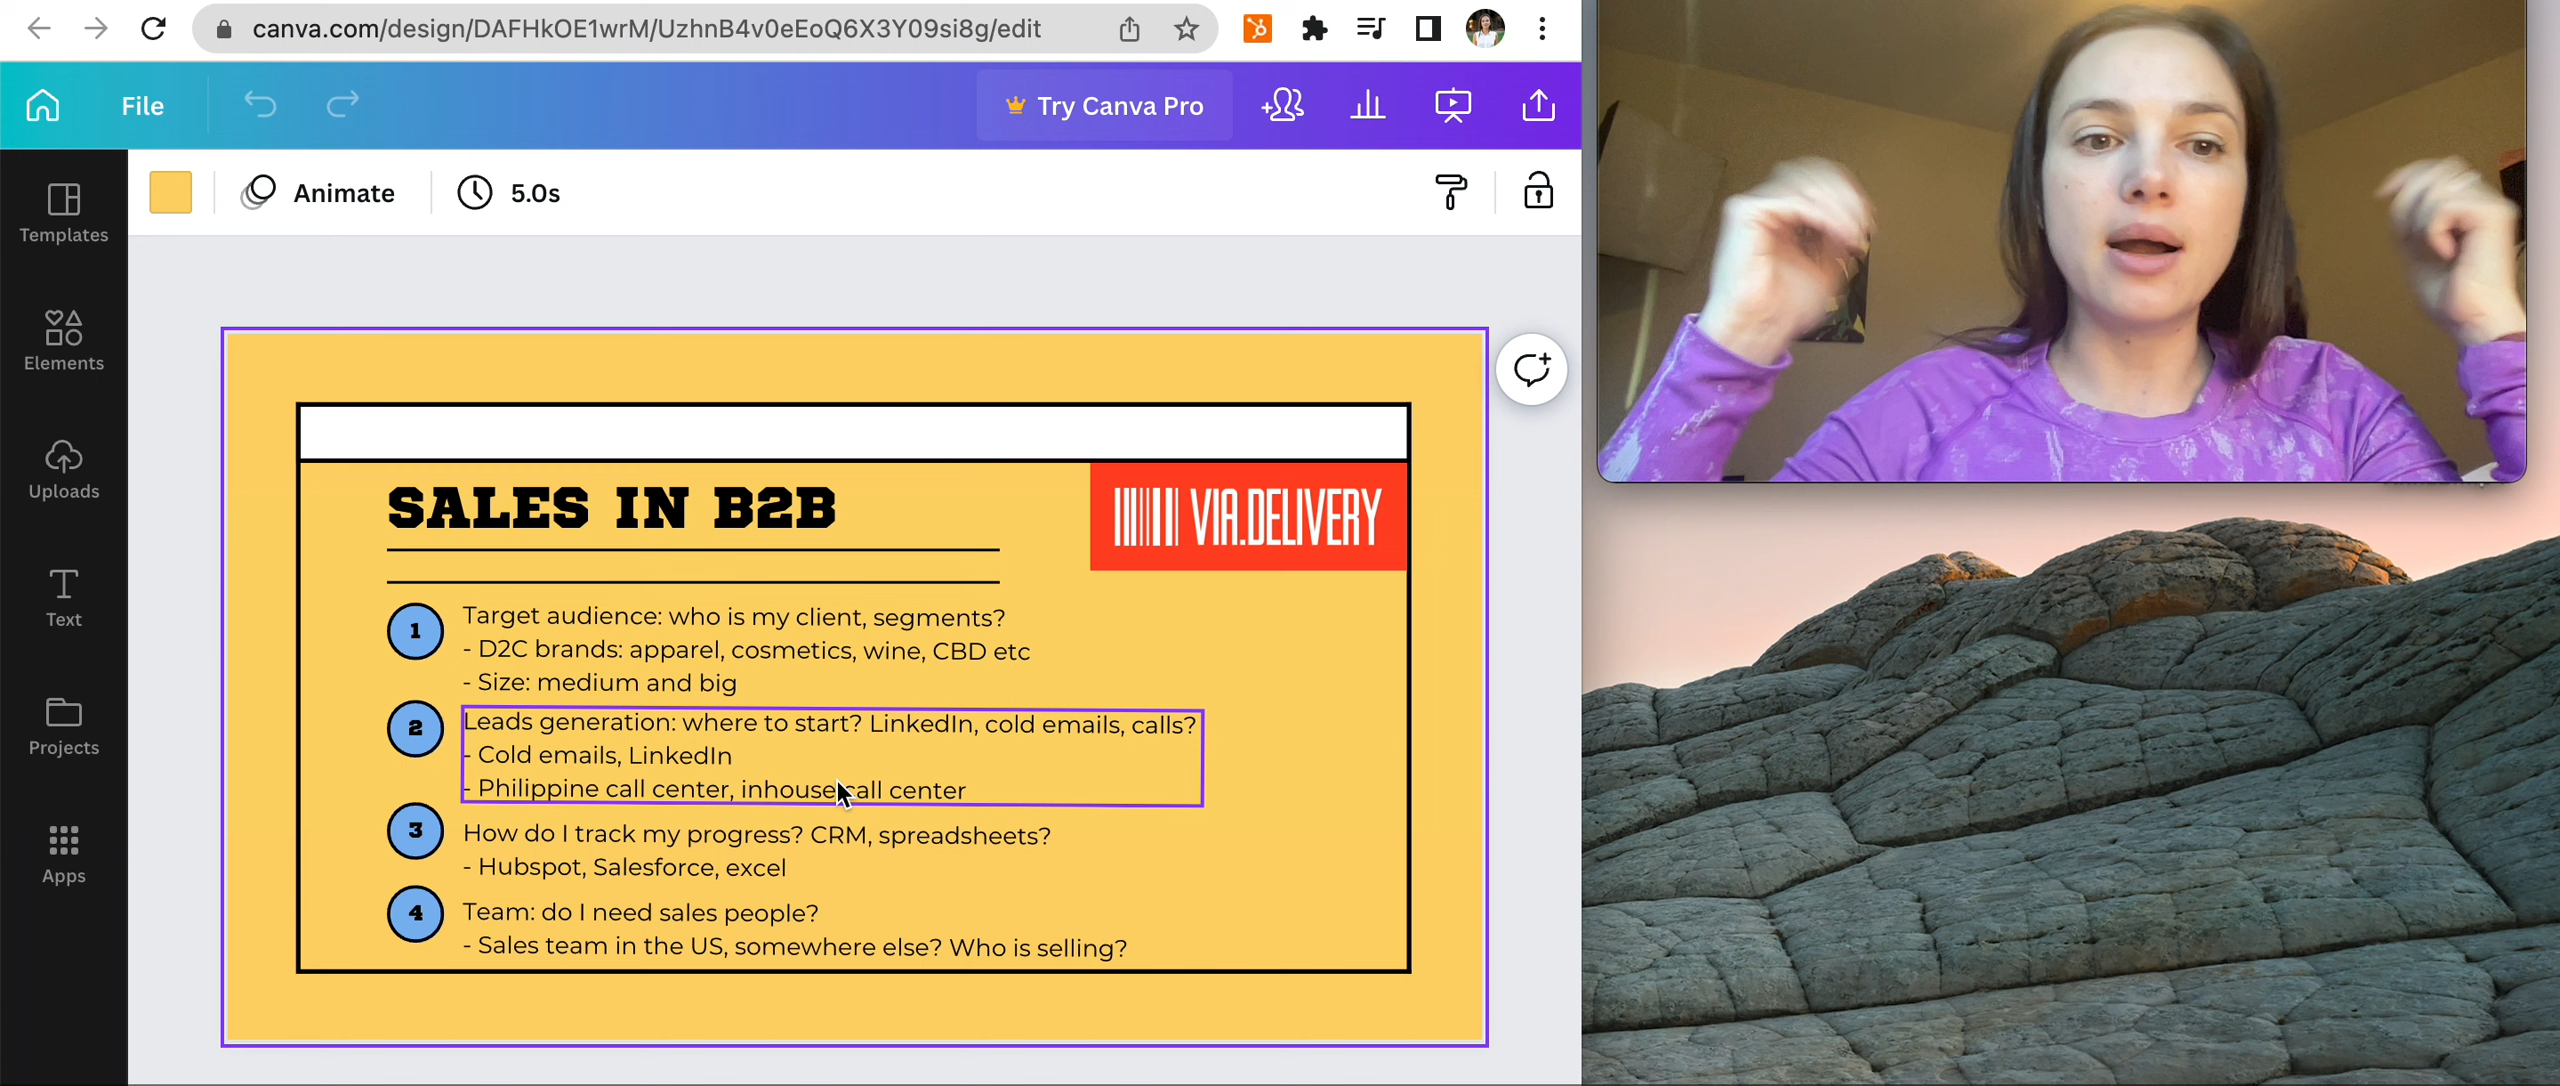 canva.com/design/DAFHkOE1wrM/UzhnB4v0eEoQ6X3Y09si8g/edit
File
Try Canva Pro
Animate
5.0s
Templates
Elements
Uploads
Text
Projects
Apps
SALES IN B2B
VIA.DELIVERY
1
Target audience: who is my client, segments?
- D2C brands: apparel, cosmetics, wine, CBD etc
- Size: medium and big
2
Leads generation: where to start? LinkedIn, cold emails, calls?
- Cold emails, LinkedIn
- Philippine call center, inhouse call center
3
How do I track my progress? CRM, spreadsheets?
- Hubspot, Salesforce, excel
4
Team: do I need sales people?
- Sales team in the US, somewhere else? Who is selling?